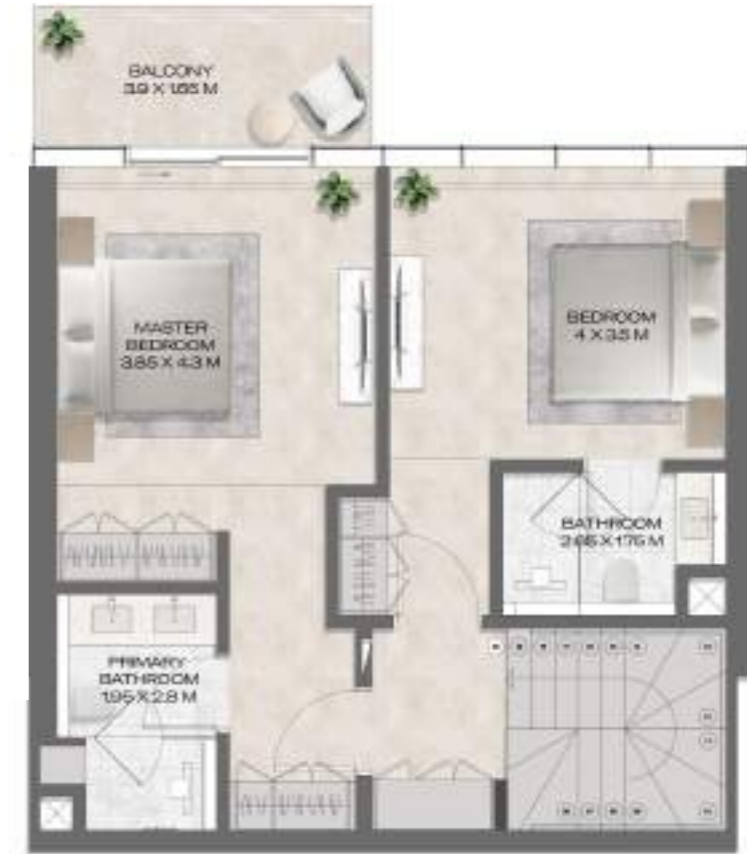 BALCONY
3.9 X 1.65 M
MASTER
BEDROOM
3.85 X 4.3 M
BEDROOM
4 X 3.5 M
BATHROOM
2.65 X 1.75 M
PRIMARY
BATHROOM
1.95 X 2.8 M